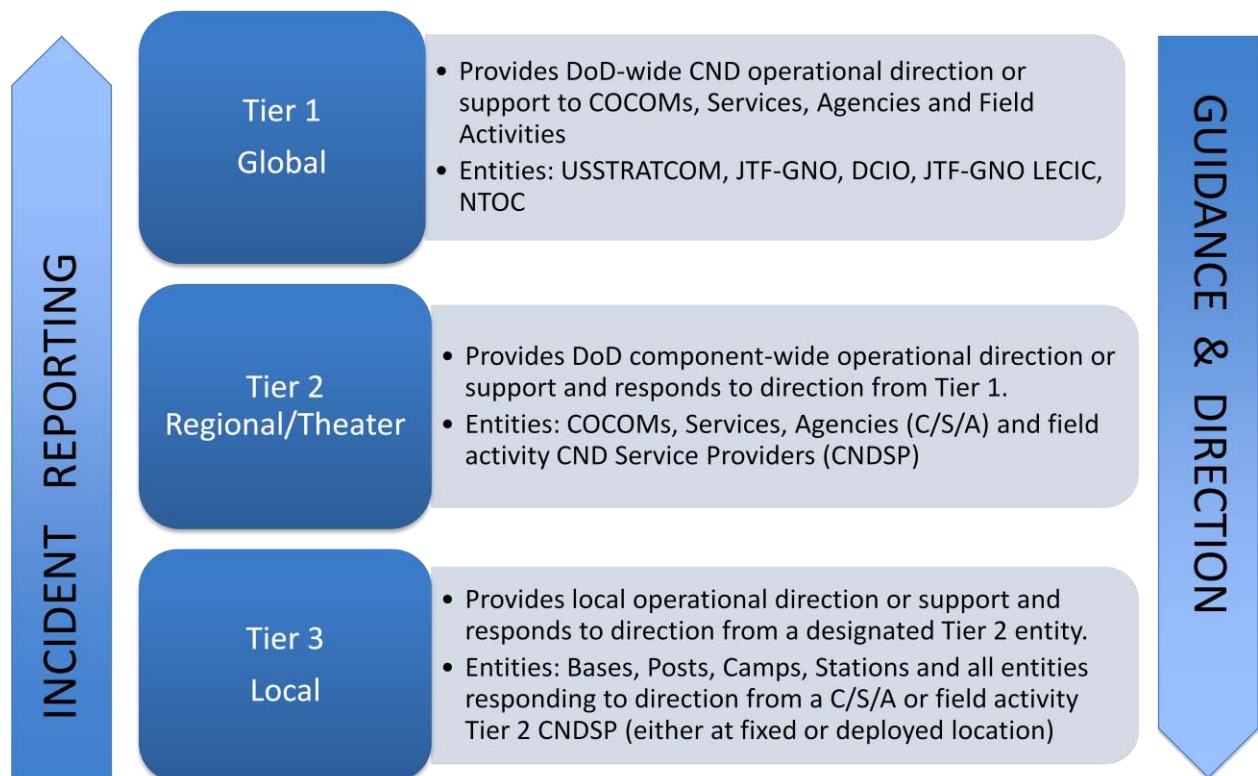 INCIDENT REPORTING
Tier 1
Global
• Provides DoD-wide CND operational direction or
support to COCOMs, Services, Agencies and Field
Activities
• Entities: USSTRATCOM, JTF-GNO, DCIO, JTF-GNO LECIC,
NTOC
Tier 2
Regional/Theater
• Provides DoD component-wide operational direction or
support and responds to direction from Tier 1.
• Entities: COCOMs, Services, Agencies (C/S/A) and field
activity CND Service Providers (CNDSP)
Tier 3
Local
• Provides local operational direction or support and
responds to direction from a designated Tier 2 entity.
• Entities: Bases, Posts, Camps, Stations and all entities
responding to direction from a C/S/A or field activity
Tier 2 CNDSP (either at fixed or deployed location)
GUIDANCE & DIRECTION